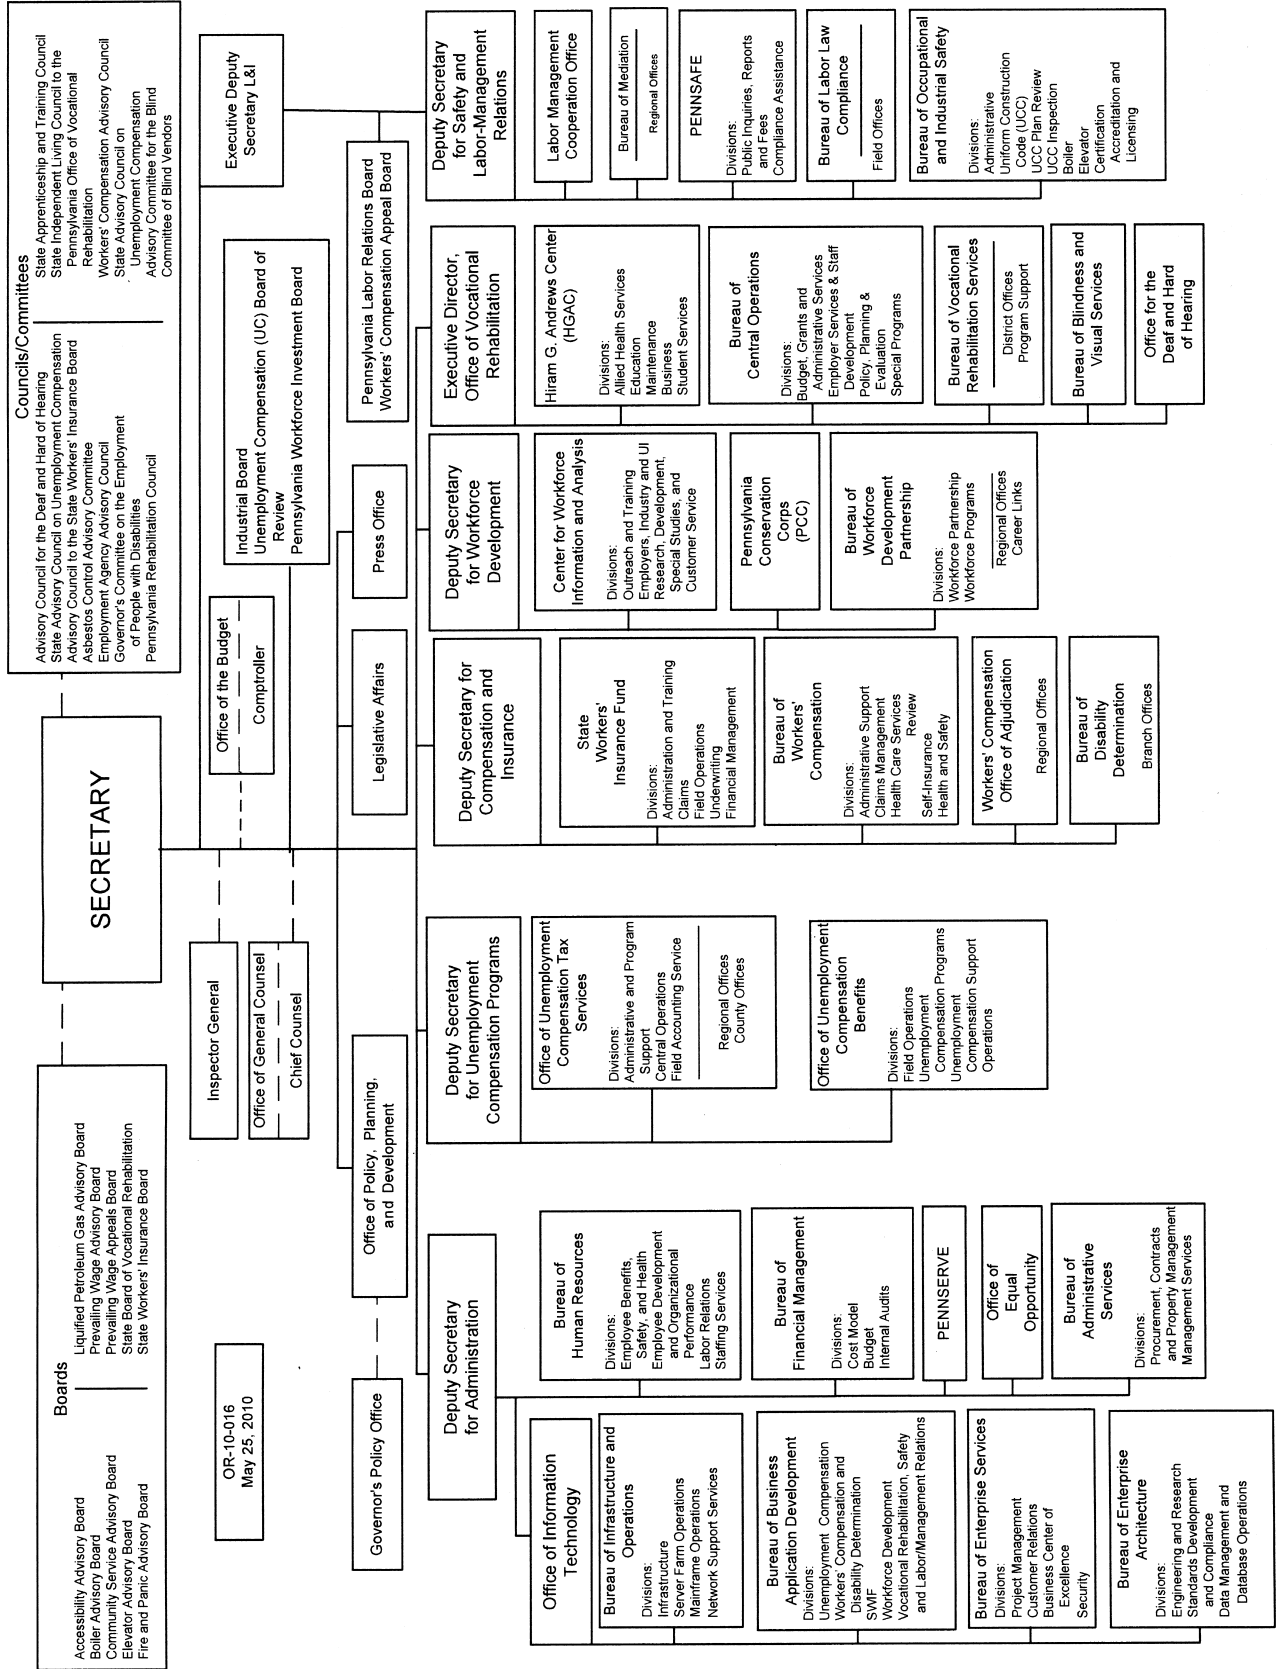 Boards
Accessibility Advisory Board
Boiler Advisory Board
Community Service Advisory Board
Elevator Advisory Board
Fire and Panic Advisory Board
Liquified Petroleum Gas Advisory Board
Prevailing Wage Advisory Board
Prevailing Wage Appeals Board
State Board of Vocational Rehabilitation
State Workers' Insurance Board
SECRETARY
Councils/Committees
Advisory Council for the Deaf and Hard of Hearing
State Advisory Council on Unemployment Compensation
Advisory Council to the State Workers' Insurance Board
Asbestos Control Advisory Committee
Employment Agency Advisory Council
Governor's Committee on the Employment
of People with Disabilities
Pennsylvania Rehabilitation Council
State Apprenticeship and Training Council
State Independent Living Council to the
Pennsylvania Office of Vocational
Rehabilitation
Workers' Compensation Advisory Council
State Advisory Council on
Unemployment Compensation
Advisory Committee for the Blind
Committee of Blind Vendors
OR-10-016
May 25, 2010
Inspector General
Office of General Counsel
Chief Counsel
Office of the Budget
Comptroller
Executive Deputy
Secretary L&I
Industrial Board
Unemployment Compensation (UC) Board of
Review
Pennsylvania Workforce Investment Board
Governor's Policy Office
Office of Policy, Planning,
and Development
Legislative Affairs
Press Office
Pennsylvania Labor Relations Board
Workers' Compensation Appeal Board
Deputy Secretary
for Administration
Office of Information
Technology
Bureau of Infrastructure and
Operations
Divisions:
Infrastructure
Server Farm Operations
Mainframe Operations
Network Support Services
Bureau of Business
Application Development
Divisions:
Unemployment Compensation
Workers' Compensation and
Disability Determination
SWIF
Workforce Development
Vocational Rehabilitation, Safety
and Labor/Management Relations
Bureau of Enterprise Services
Divisions:
Project Management
Customer Relations
Business Center of
Excellence
Security
Bureau of Enterprise
Architecture
Divisions:
Engineering and Research
Standards Development
and Compliance
Data Management and
Database Operations
Bureau of
Human Resources
Divisions:
Employee Benefits,
Safety, and Health
Employee Development
and Organizational
Performance
Labor Relations
Staffing Services
Bureau of
Financial Management
Divisions:
Cost Model
Budget
Internal Audits
PENNSERVE
Office of
Equal
Opportunity
Bureau of
Administrative
Services
Divisions:
Procurement, Contracts
and Property Management
Management Services
Deputy Secretary
for Unemployment
Compensation Programs
Office of Unemployment
Compensation Tax
Services
Divisions:
Administrative and Program
Support
Central Operations
Field Accounting Service
Regional Offices
County Offices
Office of Unemployment
Compensation
Benefits
Divisions:
Field Operations
Unemployment
Compensation Programs
Unemployment
Compensation Support
Operations
Deputy Secretary for
Compensation and
Insurance
State
Workers'
Insurance Fund
Divisions:
Administration and Training
Claims
Field Operations
Underwriting
Financial Management
Bureau of
Workers'
Compensation
Divisions:
Administrative Support
Claims Management
Health Care Services
Review
Self-Insurance
Health and Safety
Workers' Compensation
Office of Adjudication
Regional Offices
Bureau of
Disability
Determination
Branch Offices
Deputy Secretary
for Workforce
Development
Center for Workforce
Information and Analysis
Divisions:
Outreach and Training
Employers, Industry and UI
Research, Development,
Special Studies, and
Customer Service
Pennsylvania
Conservation
Corps
(PCC)
Bureau of
Workforce
Development
Partnership
Divisions:
Workforce Partnership
Workforce Programs
Regional Offices
Career Links
Executive Director,
Office of Vocational
Rehabilitation
Hiram G. Andrews Center
(HGAC)
Divisions:
Allied Health Services
Education
Maintenance
Business
Student Services
Bureau of
Central Operations
Divisions:
Budget, Grants and
Administrative Services
Employer Services & Staff
Development
Policy, Planning &
Evaluation
Special Programs
Bureau of Vocational
Rehabilitation Services
District Offices
Program Support
Bureau of Blindness and
Visual Services
Office for the
Deaf and Hard
of Hearing
Deputy Secretary
for Safety and
Labor-Management
Relations
Labor Management
Cooperation Office
Bureau of Mediation
Regional Offices
PENNSAFE
Divisions:
Public Inquiries, Reports
and Fees
Compliance Assistance
Bureau of Labor Law
Compliance
Field Offices
Bureau of Occupational
and Industrial Safety
Divisions:
Administrative
Uniform Construction
Code (UCC)
UCC Plan Review
UCC Inspection
Boiler
Elevator
Certification
Accreditation and
Licensing